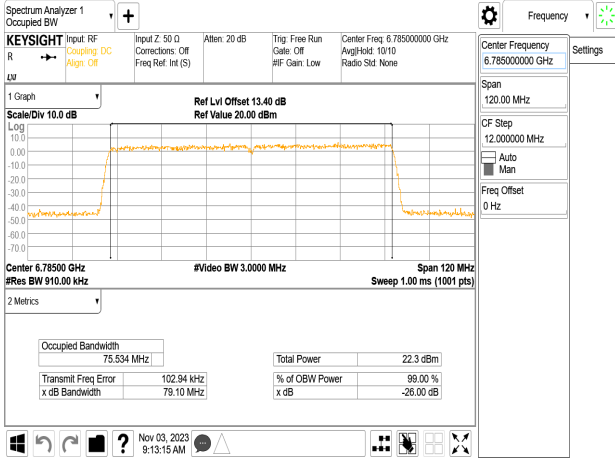 Spectrum Analyzer 1
Occupied BW
Frequency
KEYSIGHT
R
Input: RF
Coupling: DC
Align: Off
Input Z: 50 Ω
Corrections: Off
Freq Ref: Int (S)
Atten: 20 dB
Trig: Free Run
Gate: Off
#IF Gain: Low
Center Freq: 6.785000000 GHz
Avg|Hold: 10/10
Radio Std: None
1 Graph
Scale/Div 10.0 dB
Ref Lvl Offset 13.40 dB
Ref Value 20.00 dBm
Log
10.0
0.00
-10.0
-20.0
-30.0
-40.0
-50.0
-60.0
-70.0
Center 6.78500 GHz
#Res BW 910.00 kHz
#Video BW 3.0000 MHz
Span 120 MHz
Sweep 1.00 ms (1001 pts)
2 Metrics
Occupied Bandwidth
75.534 MHz
Transmit Freq Error 102.94 kHz
x dB Bandwidth 79.10 MHz
Total Power 22.3 dBm
% of OBW Power 99.00 %
x dB -26.00 dB
Nov 03, 2023
9:13:15 AM
Center Frequency
6.785000000 GHz
Settings
Span
120.00 MHz
CF Step
12.000000 MHz
Auto
Man
Freq Offset
0 Hz